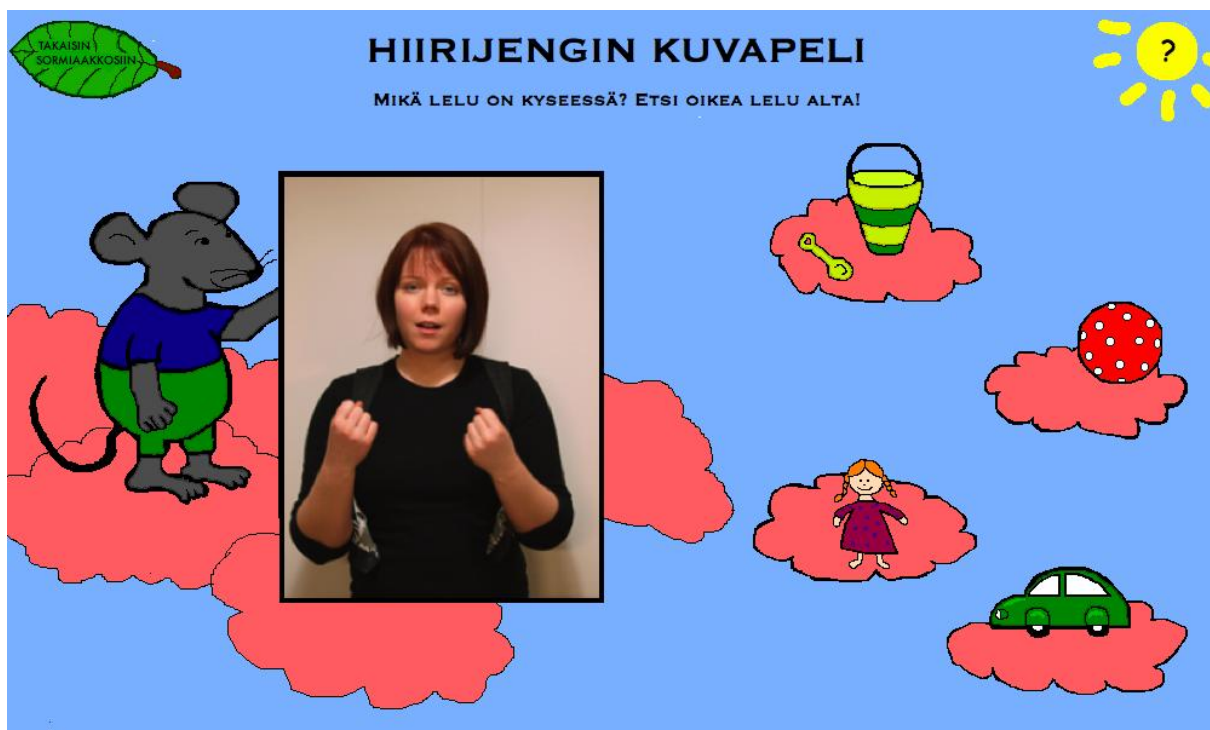 TAKAISIN
SORMIAAKKOSIIN
HIIRIJENGIN KUVAPELI
MIKÄ LELU ON KYSEESSÄ? ETSI OIKEA LELU ALTA!
?